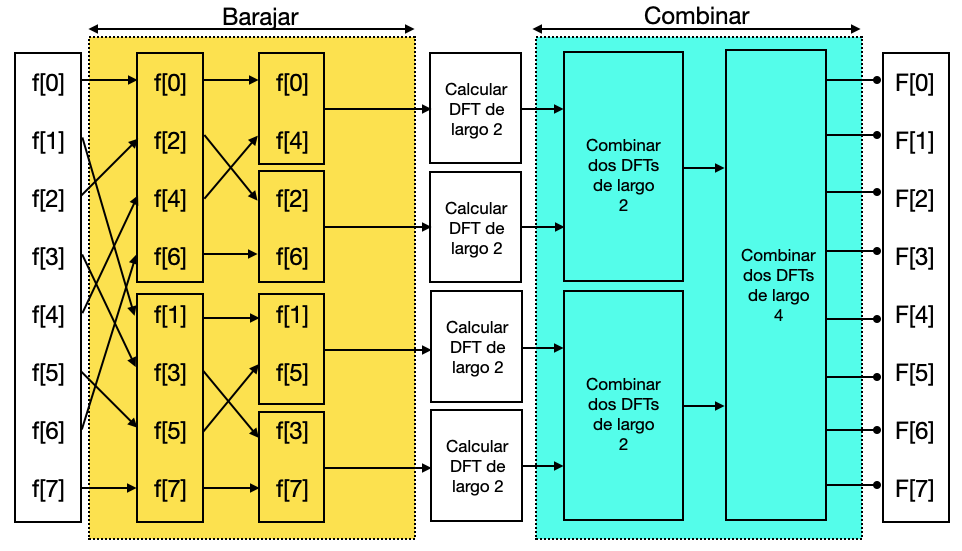 Barajar
Combinar
f[0]
f[1]
f[2]
f[3]
f[4]
f[5]
f[6]
f[7]
f[0]
f[2]
f[4]
f[6]
f[1]
f[3]
f[5]
f[7]
f[0]
f[4]
f[2]
f[6]
f[1]
f[5]
f[3]
f[7]
Calcular
DFT de
largo 2
Calcular
DFT de
largo 2
Calcular
DFT de
largo 2
Calcular
DFT de
largo 2
Combinar
dos DFTs
de largo
2
Combinar
dos DFTs
de largo
2
Combinar
dos DFTs
de largo
4
F[0]
F[1]
F[2]
F[3]
F[4]
F[5]
F[6]
F[7]